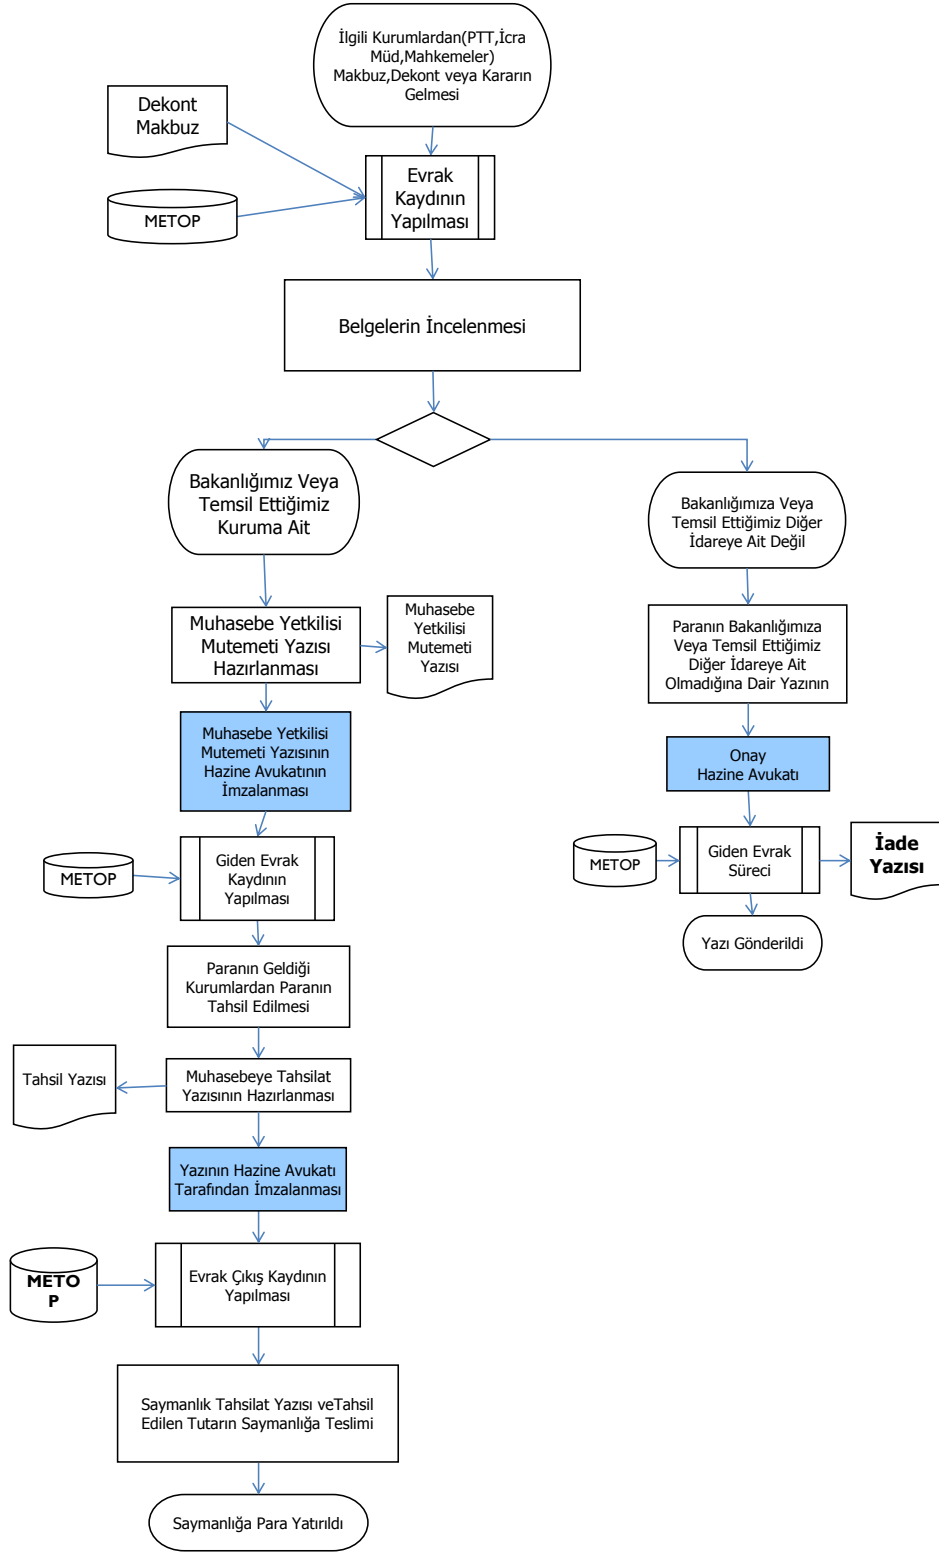 İlgili Kurumlardan(PTT,İcra
Müd,Mahkemeler)
Makbuz,Dekont veya Kararın
Gelmesi
Dekont
Makbuz
METOP
Evrak
Kaydının
Yapılması
Belgelerin İncelenmesi
Bakanlığımız Veya
Temsil Ettiğimiz
Kuruma Ait
Bakanlığımıza Veya
Temsil Ettiğimiz Diğer
İdareye Ait Değil
Muhasebe Yetkilisi
Mutemeti Yazısı
Hazırlanması
Muhasebe
Yetkilisi
Mutemeti
Yazısı
Paranın Bakanlığımıza
Veya Temsil Ettiğimiz
Diğer İdareye Ait
Olmadığına Dair Yazının
Muhasebe Yetkilisi
Mutemeti Yazısının
Hazine Avukatının
İmzalanması
Onay
Hazine Avukatı
METOP
Giden Evrak
Kaydının
Yapılması
METOP
Giden Evrak
Süreci
İade
Yazısı
Yazı Gönderildi
Paranın Geldiği
Kurumlardan Paranın
Tahsil Edilmesi
Tahsil Yazısı
Muhasebeye Tahsilat
Yazısının Hazırlanması
Yazının Hazine Avukatı
Tarafından İmzalanması
METO
P
Evrak Çıkış Kaydının
Yapılması
Saymanlık Tahsilat Yazısı veTahsil
Edilen Tutarın Saymanlığa Teslimi
Saymanlığa Para Yatırıldı